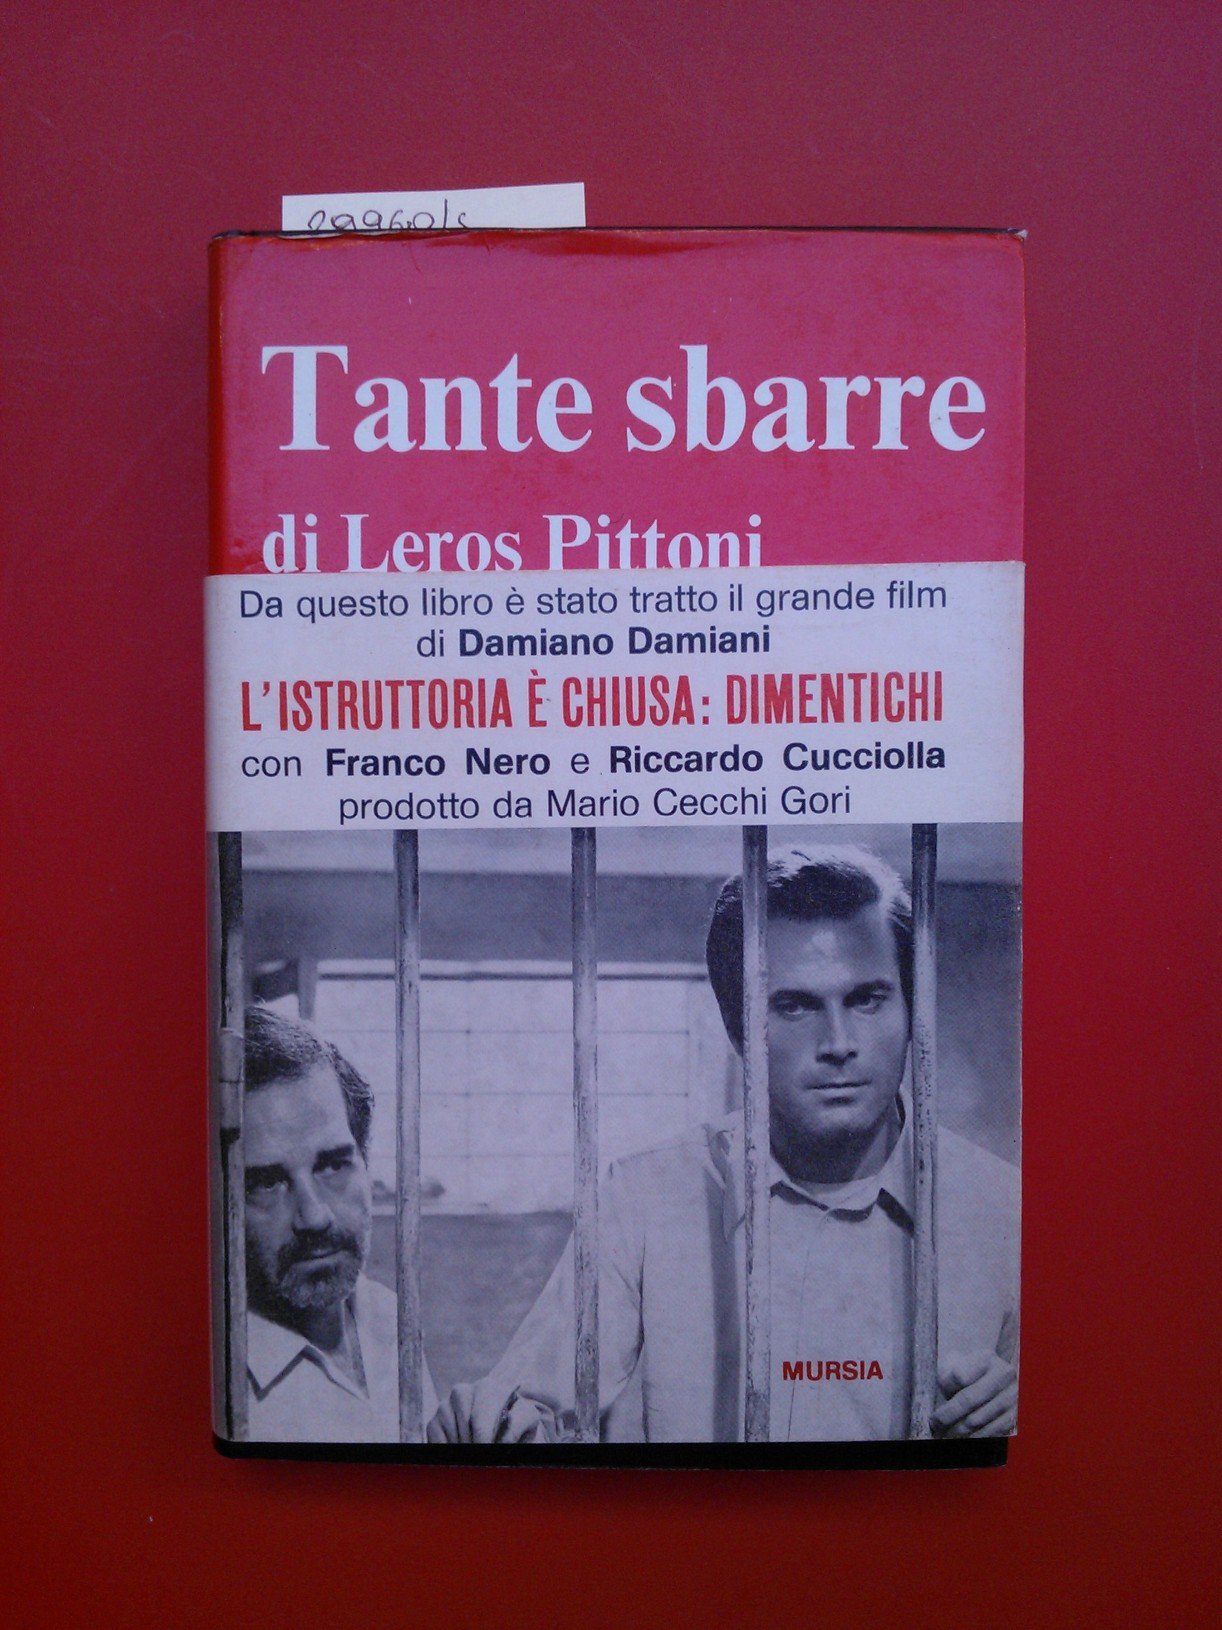 Tante sbarre
di Leros Pittoni
Da questo libro è stato tratto il grande film
di Damiano Damiani
L'ISTRUTTORIA È CHIUSA: DIMENTICHI
con Franco Nero e Riccardo Cucciolla
prodotto da Mario Cecchi Gori
MURSIA